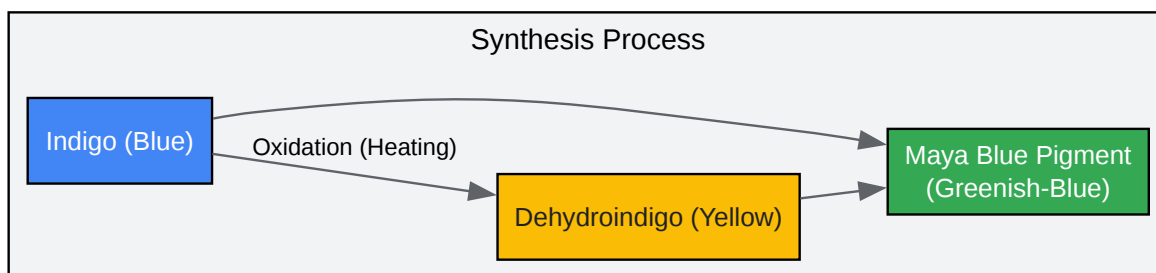 Synthesis Process
Indigo (Blue)
Oxidation (Heating)
Dehydroindigo (Yellow)
Maya Blue Pigment
(Greenish-Blue)